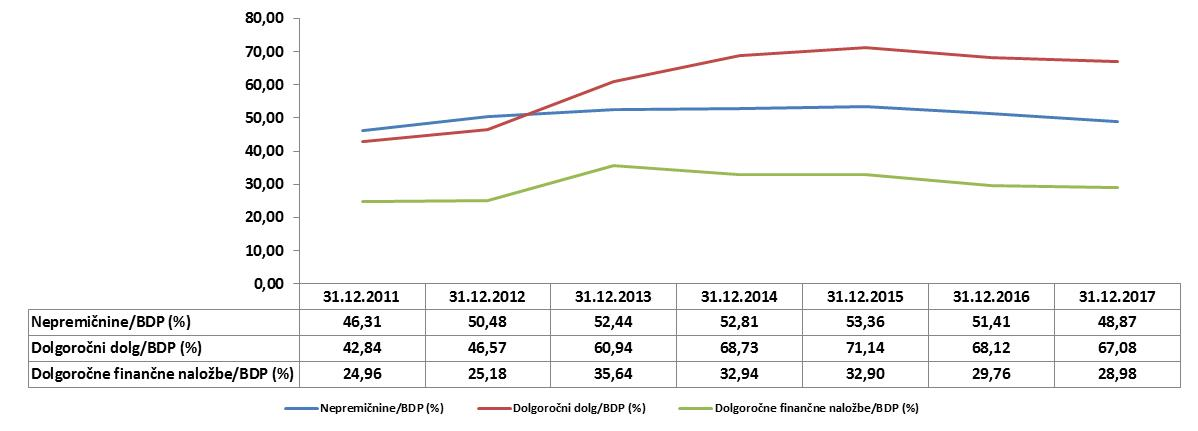 80,00
70,00
60,00
50,00
40,00
30,00
20,00
10,00
0,00
31.12.2011 31.12.2012 31.12.2013 31.12.2014 31.12.2015 31.12.2016 31.12.2017
Nepremičnine/BDP (%) 46,31 50,48 52,44 52,81 53,36 51,41 48,87
Dolgoročni dolg/BDP (%) 42,84 46,57 60,94 68,73 71,14 68,12 67,08
Dolgoročne finančne naložbe/BDP (%) 24,96 25,18 35,64 32,94 32,90 29,76 28,98
Nepremičnine/BDP (%) Dolgoročni dolg/BDP (%) Dolgoročne finančne naložbe/BDP (%)